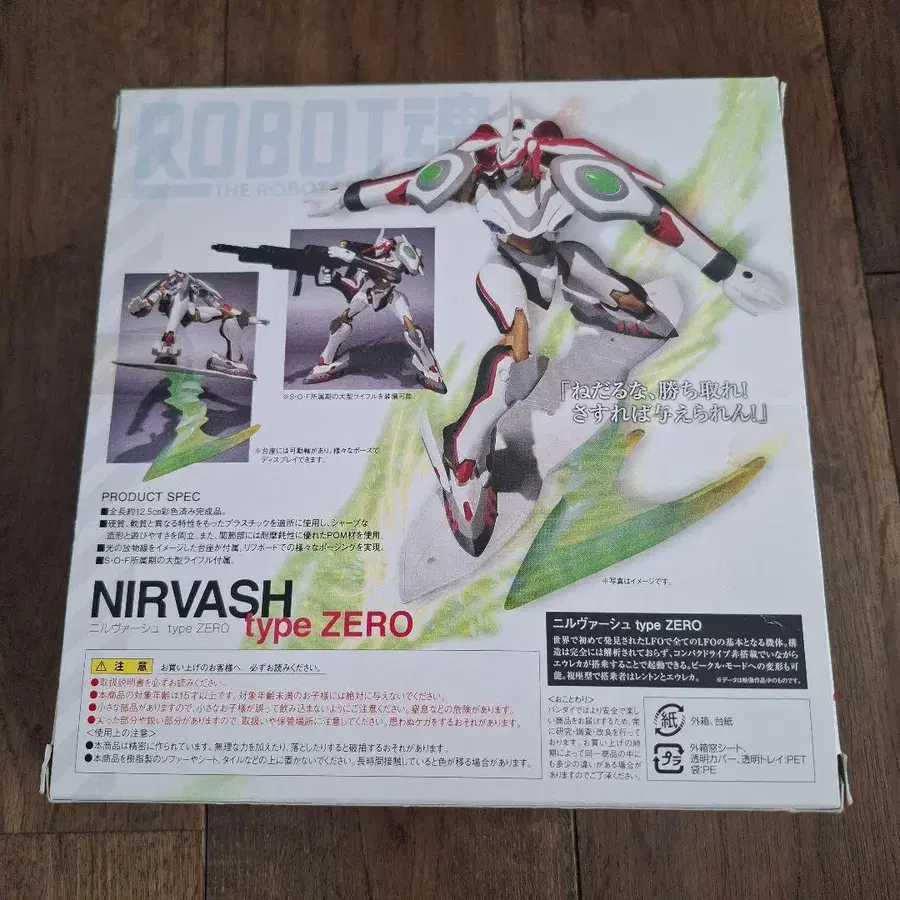 ROBOT魂
THE ROBOT
※S・O・F所属期の大型ライフルを装備可能。
「ねだるな、勝ち取れ!
さすれば与えられん!」
※台座には可動軸があり、様々なポーズで
ディスプレイできます。
PRODUCT SPEC
■全長約12.5㎝彩色済み完成品。
■硬質、軟質と異なる特性をもったプラスチックを適所に使用し、シャープな
造形と遊びやすさを両立。また、関節部には耐摩耗性に優れたPOM材を使用。
■光の放物線をイメージした台座が付属。リフボードでの様々なポージングを実現。
■S・O・F所属期の大型ライフル付属。
※写真はイメージです。
NIRVASH
type ZERO
ニルヴァーシュ type ZERO
ニルヴァーシュ type ZERO
世界で初めて発見されたLFOで全てのLFOの基本となる機体。構
造は完全には解析されておらず、コンパクドライブ非搭載でいながら
エウレカが搭乗することで起動できる。ビークル・モードへの変形も可
能。複座型で搭乗者はレントンとエウレカ。 ※データは映像作品中のものです。
注意 お買い上げのお客様へ 必ずお読みください。
●取扱説明書を必ずお読みください。
●本商品の対象年齢は15才以上です。対象年齢未満のお子様には絶対に与えないでください。
●小さな部品がありますので、小さなお子様が誤って飲み込まないようにご注意ください。窒息などの危険があります。
●尖った部分や鋭い部分がありますので、取扱いや保管場所に注意してください。思わぬケガをするおそれがあります。
<使用上の注意>
●本商品は精密に作られています。無理な力を加えたり、落としたりすると破損するおそれがあります。
●本商品を樹脂製のソファーやシート、タイルなどの上に置かないでください。長時間接触していると色が移る場合があります。
<おことわり>
バンダイではより安全で楽し
い商品をお届けするため、常
に研究・調査・改良を行って
おります。お買い上げの時期
によって同一商品の中に
も多少の違いがある場合が
ありますのでご了承ください。
紙
外箱、台紙
プラ
外箱窓シート、
透明カバー、透明トレイ:PET
袋:PE